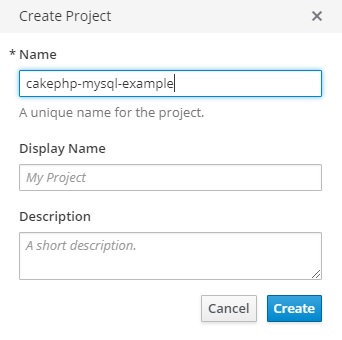 Create Project
* Name
cakephp-mysql-example
A unique name for the project.
Display Name
My Project
Description
A short description.
Cancel Create